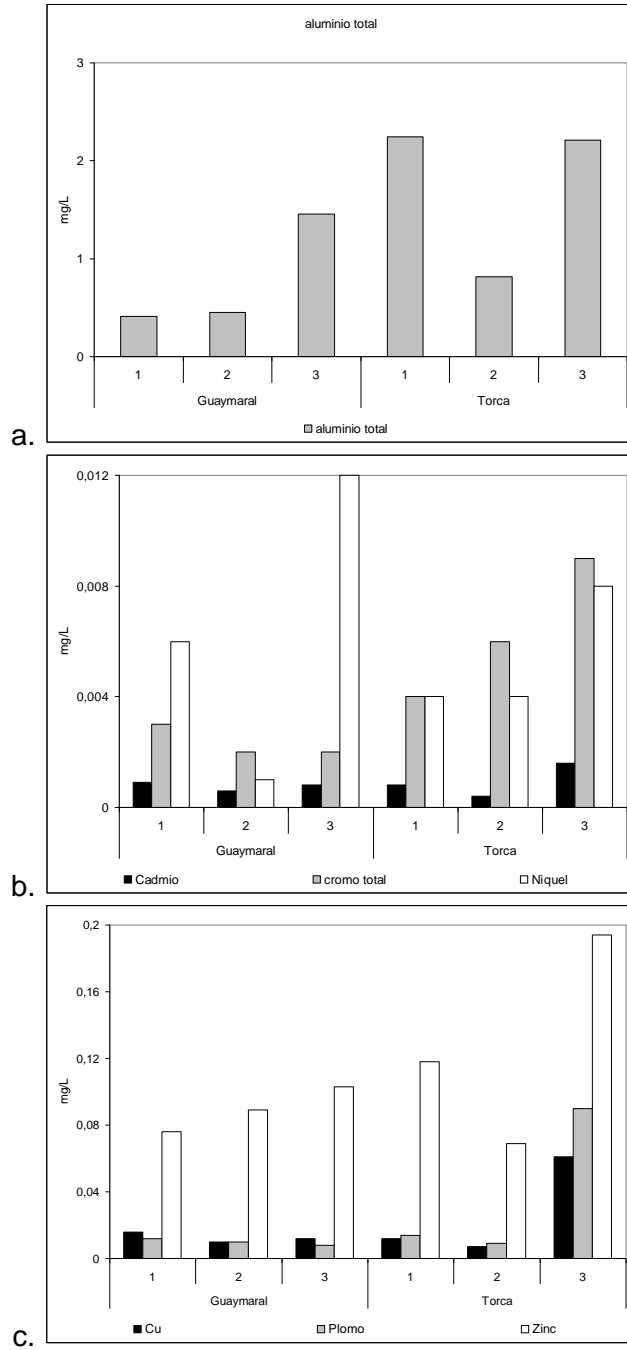 aluminio total
3
2
mg/L
1
0
1 2 3 1 2 3
Guaymaral Torca
aluminio total
a.
0,012
0,008
mg/L
0,004
0
1 2 3 1 2 3
Guaymaral Torca
Cadmio cromo total Niquel
b.
0,2
0,16
0,12
mg/L
0,08
0,04
0
1 2 3 1 2 3
Guaymaral Torca
Cu Plomo Zinc
c.